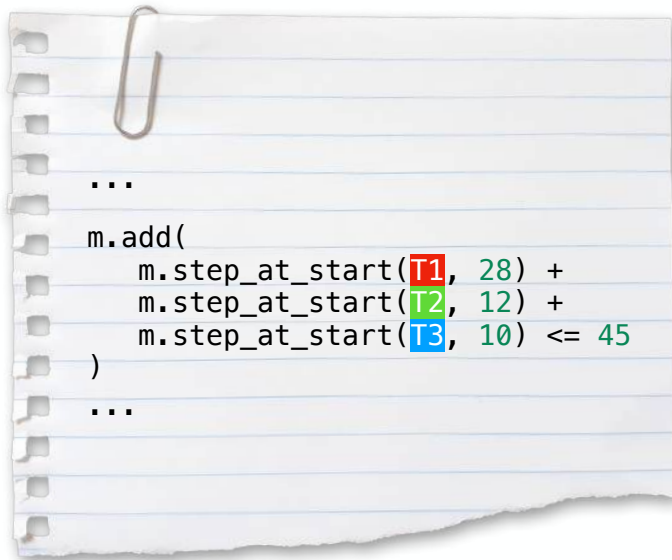 ...
m.add(
   m.step_at_start(T1, 28) +
   m.step_at_start(T2, 12) +
   m.step_at_start(T3, 10) <= 45
)
...